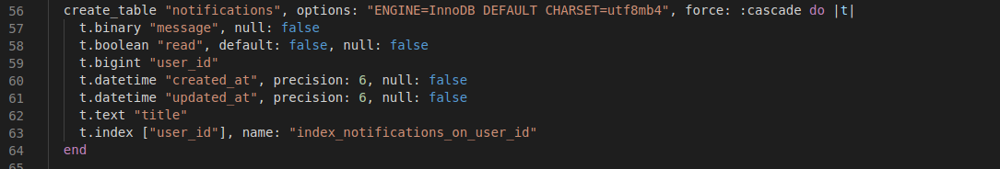 56 create_table "notifications", options: "ENGINE=InnoDB DEFAULT CHARSET=utf8mb4", force: :cascade do |t|
57 t.binary "message", null: false
58 t.boolean "read", default: false, null: false
59 t.bigint "user_id"
60 t.datetime "created_at", precision: 6, null: false
61 t.datetime "updated_at", precision: 6, null: false
62 t.text "title"
63 t.index ["user_id"], name: "index_notifications_on_user_id"
64 end
65